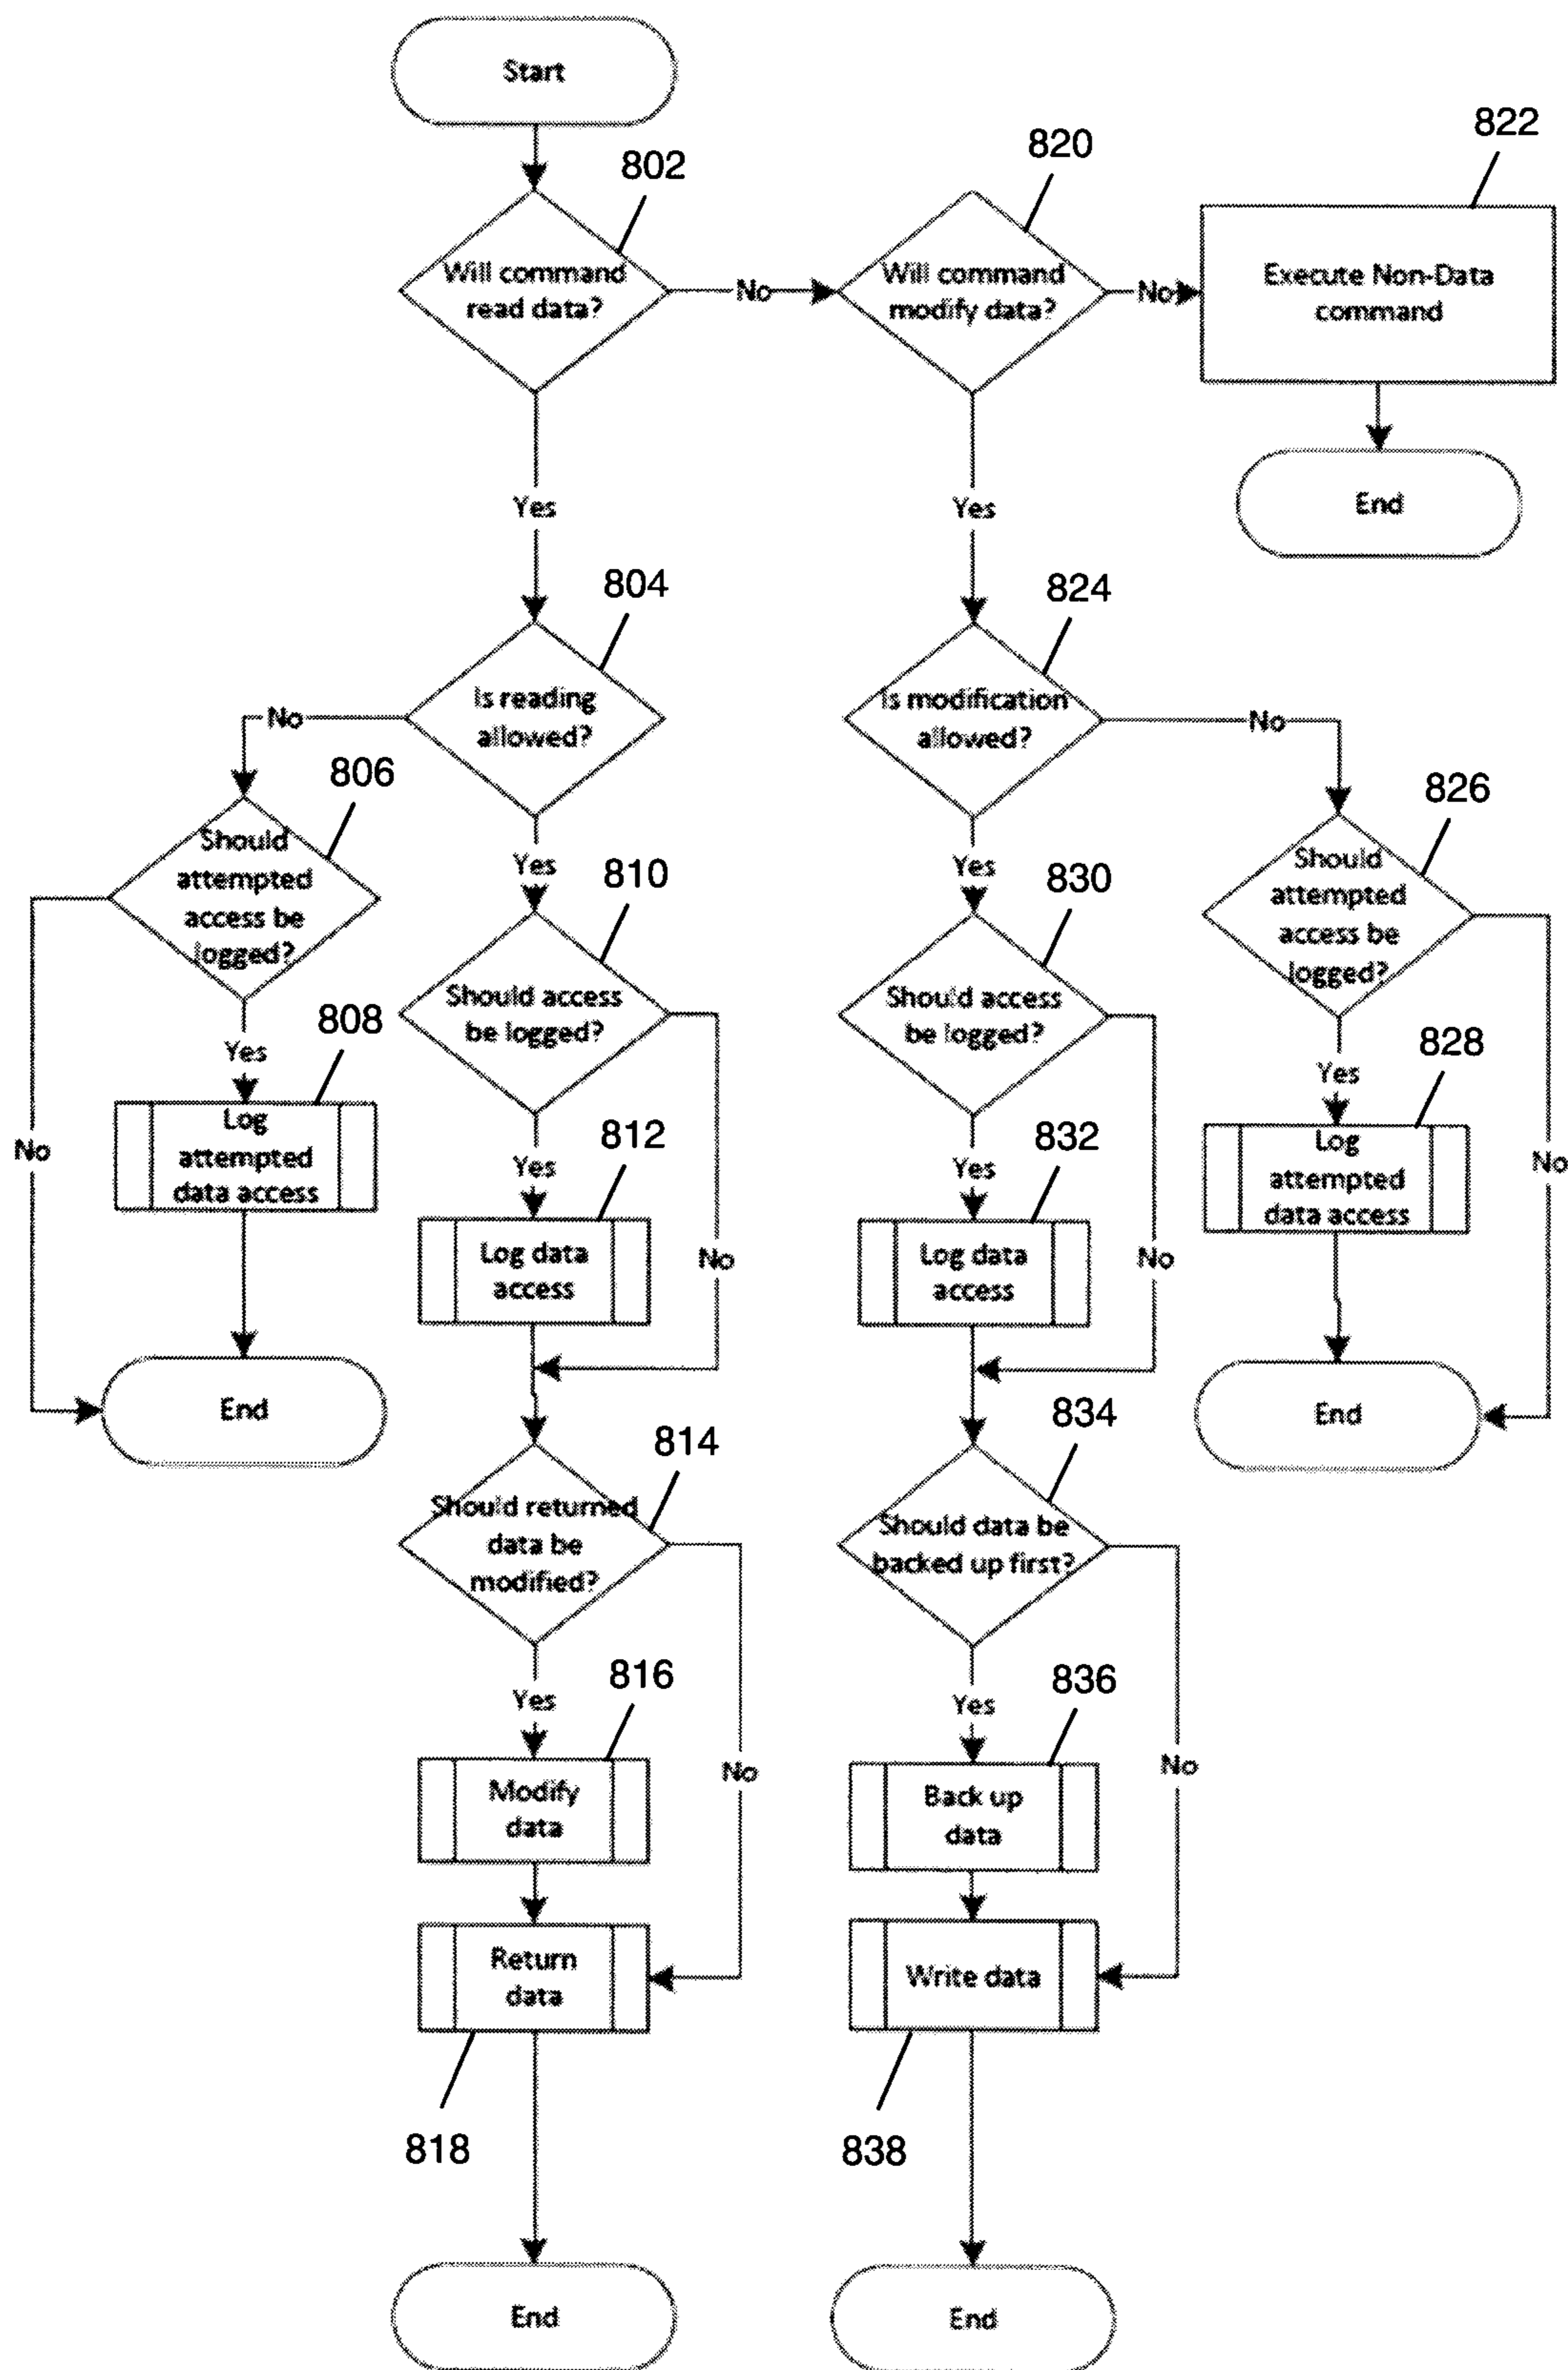 Start
802
820
822
Will command
read data?
No
Will command
modify data?
No
Execute Non-Data
command
Yes
Yes
End
804
824
Is reading
allowed?
No
Is modification
allowed?
No
806
826
Should
attempted
access be
logged?
Yes
810
Yes
830
Should
attempted
access be
logged?
Should access
be logged?
Should access
be logged?
808
Yes
828
Yes
Log
attempted
data access
No
812
Yes
832
Yes
Log
attempted
data access
No
Log data
access
No
Log data
access
No
End
End
814
834
Should returned
data be
modified?
Should data be
backed up first?
816
Yes
836
Yes
Modify
data
No
Back up
data
No
Return
data
Write data
818
838
End
End